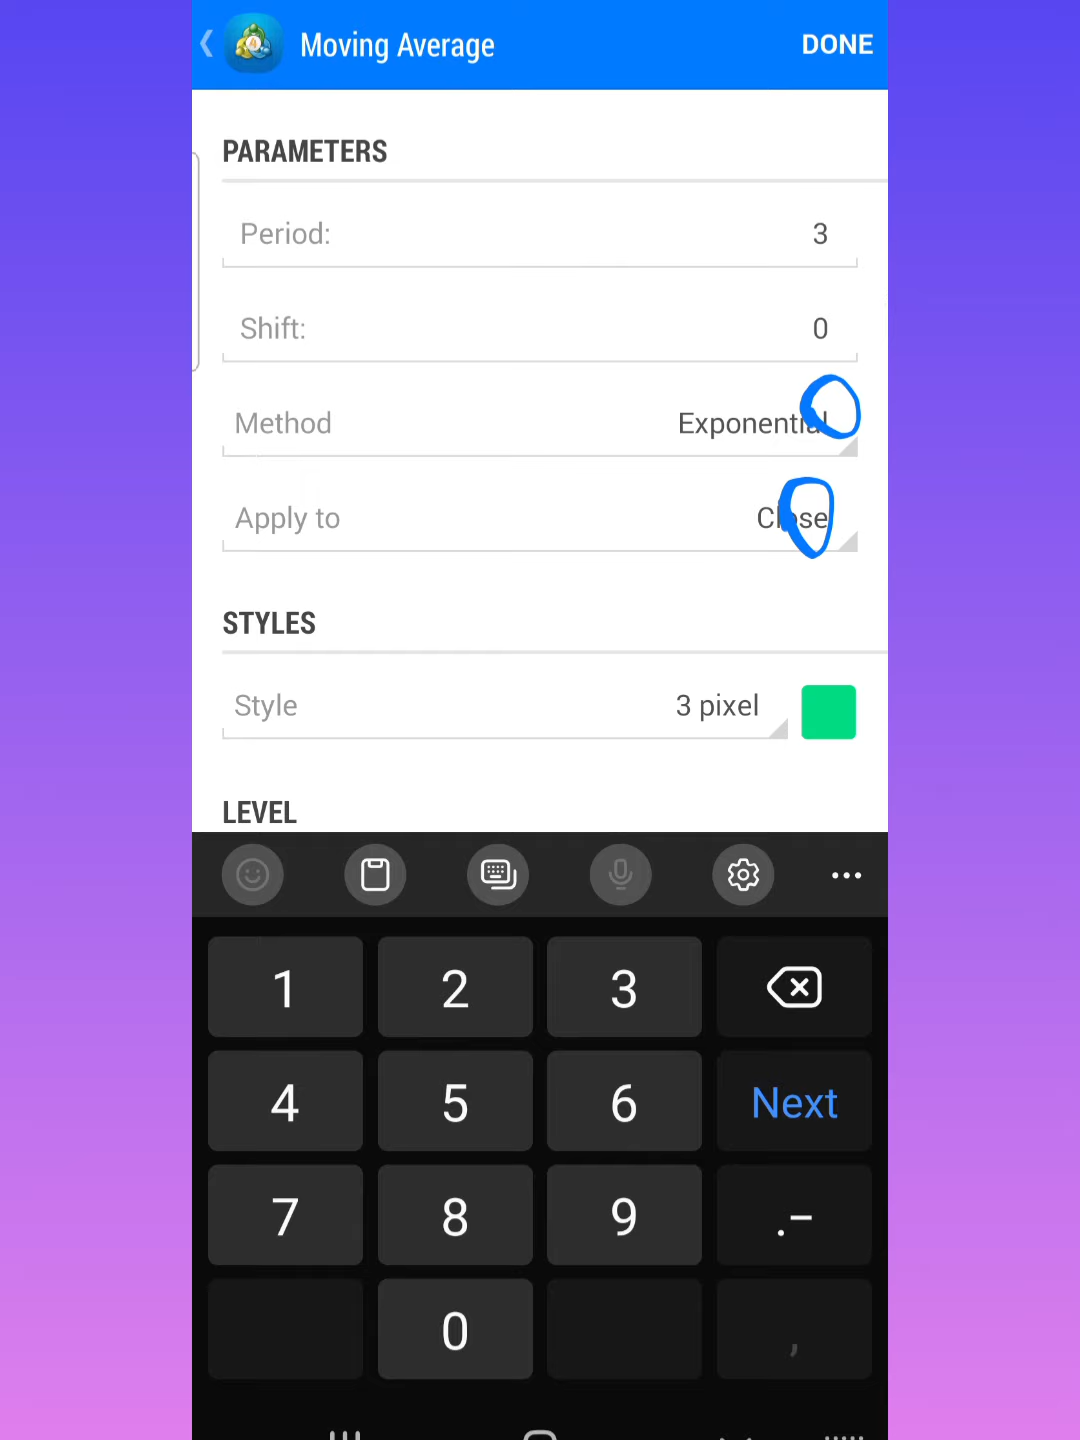 Moving Average DONE
PARAMETERS
Period: 3
Shift: 0
Method Exponential
Apply to Close
STYLES
Style 3 pixel
LEVEL
1 2 3
4 5 6 Next
7 8 9 .-
0 ,